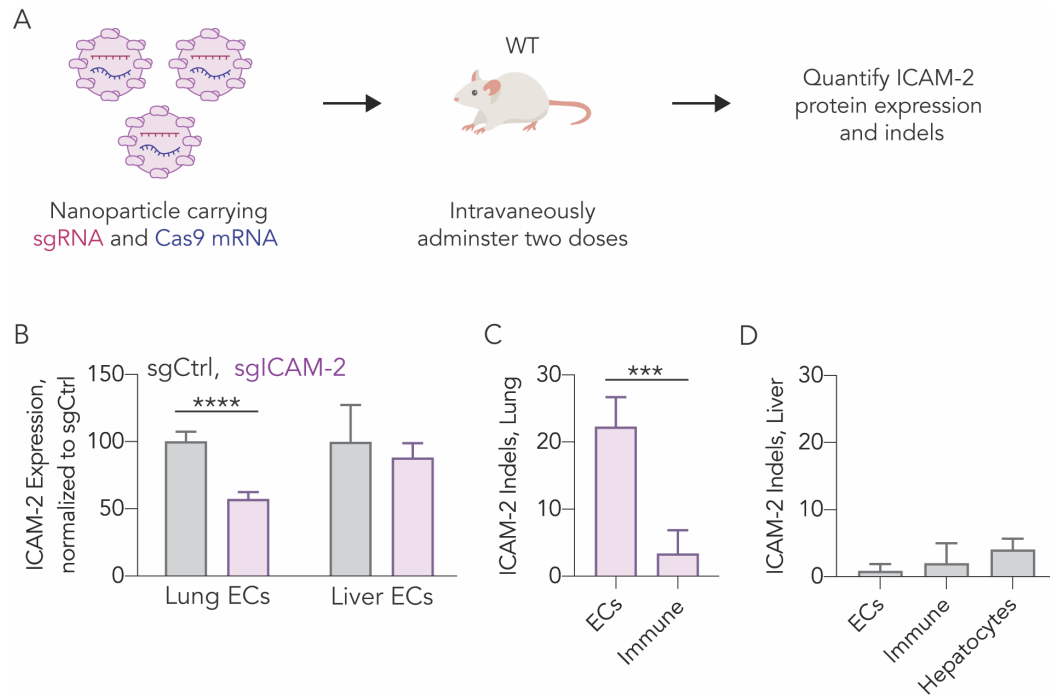 A
WT
Quantify ICAM-2
protein expression
and indels
Nanoparticle carrying
sgRNA and Cas9 mRNA
Intravaneously
adminster two doses
B
sgCtrl, sgICAM-2
ICAM-2 Expression,
normalized to sgCtrl
150
100
50
0
****
Lung ECs
Liver ECs
C
ICAM-2 Indels, Lung
30
20
10
0
***
ECs
Immune
D
ICAM-2 Indels, Liver
30
20
10
0
ECs
Immune
Hepatocytes